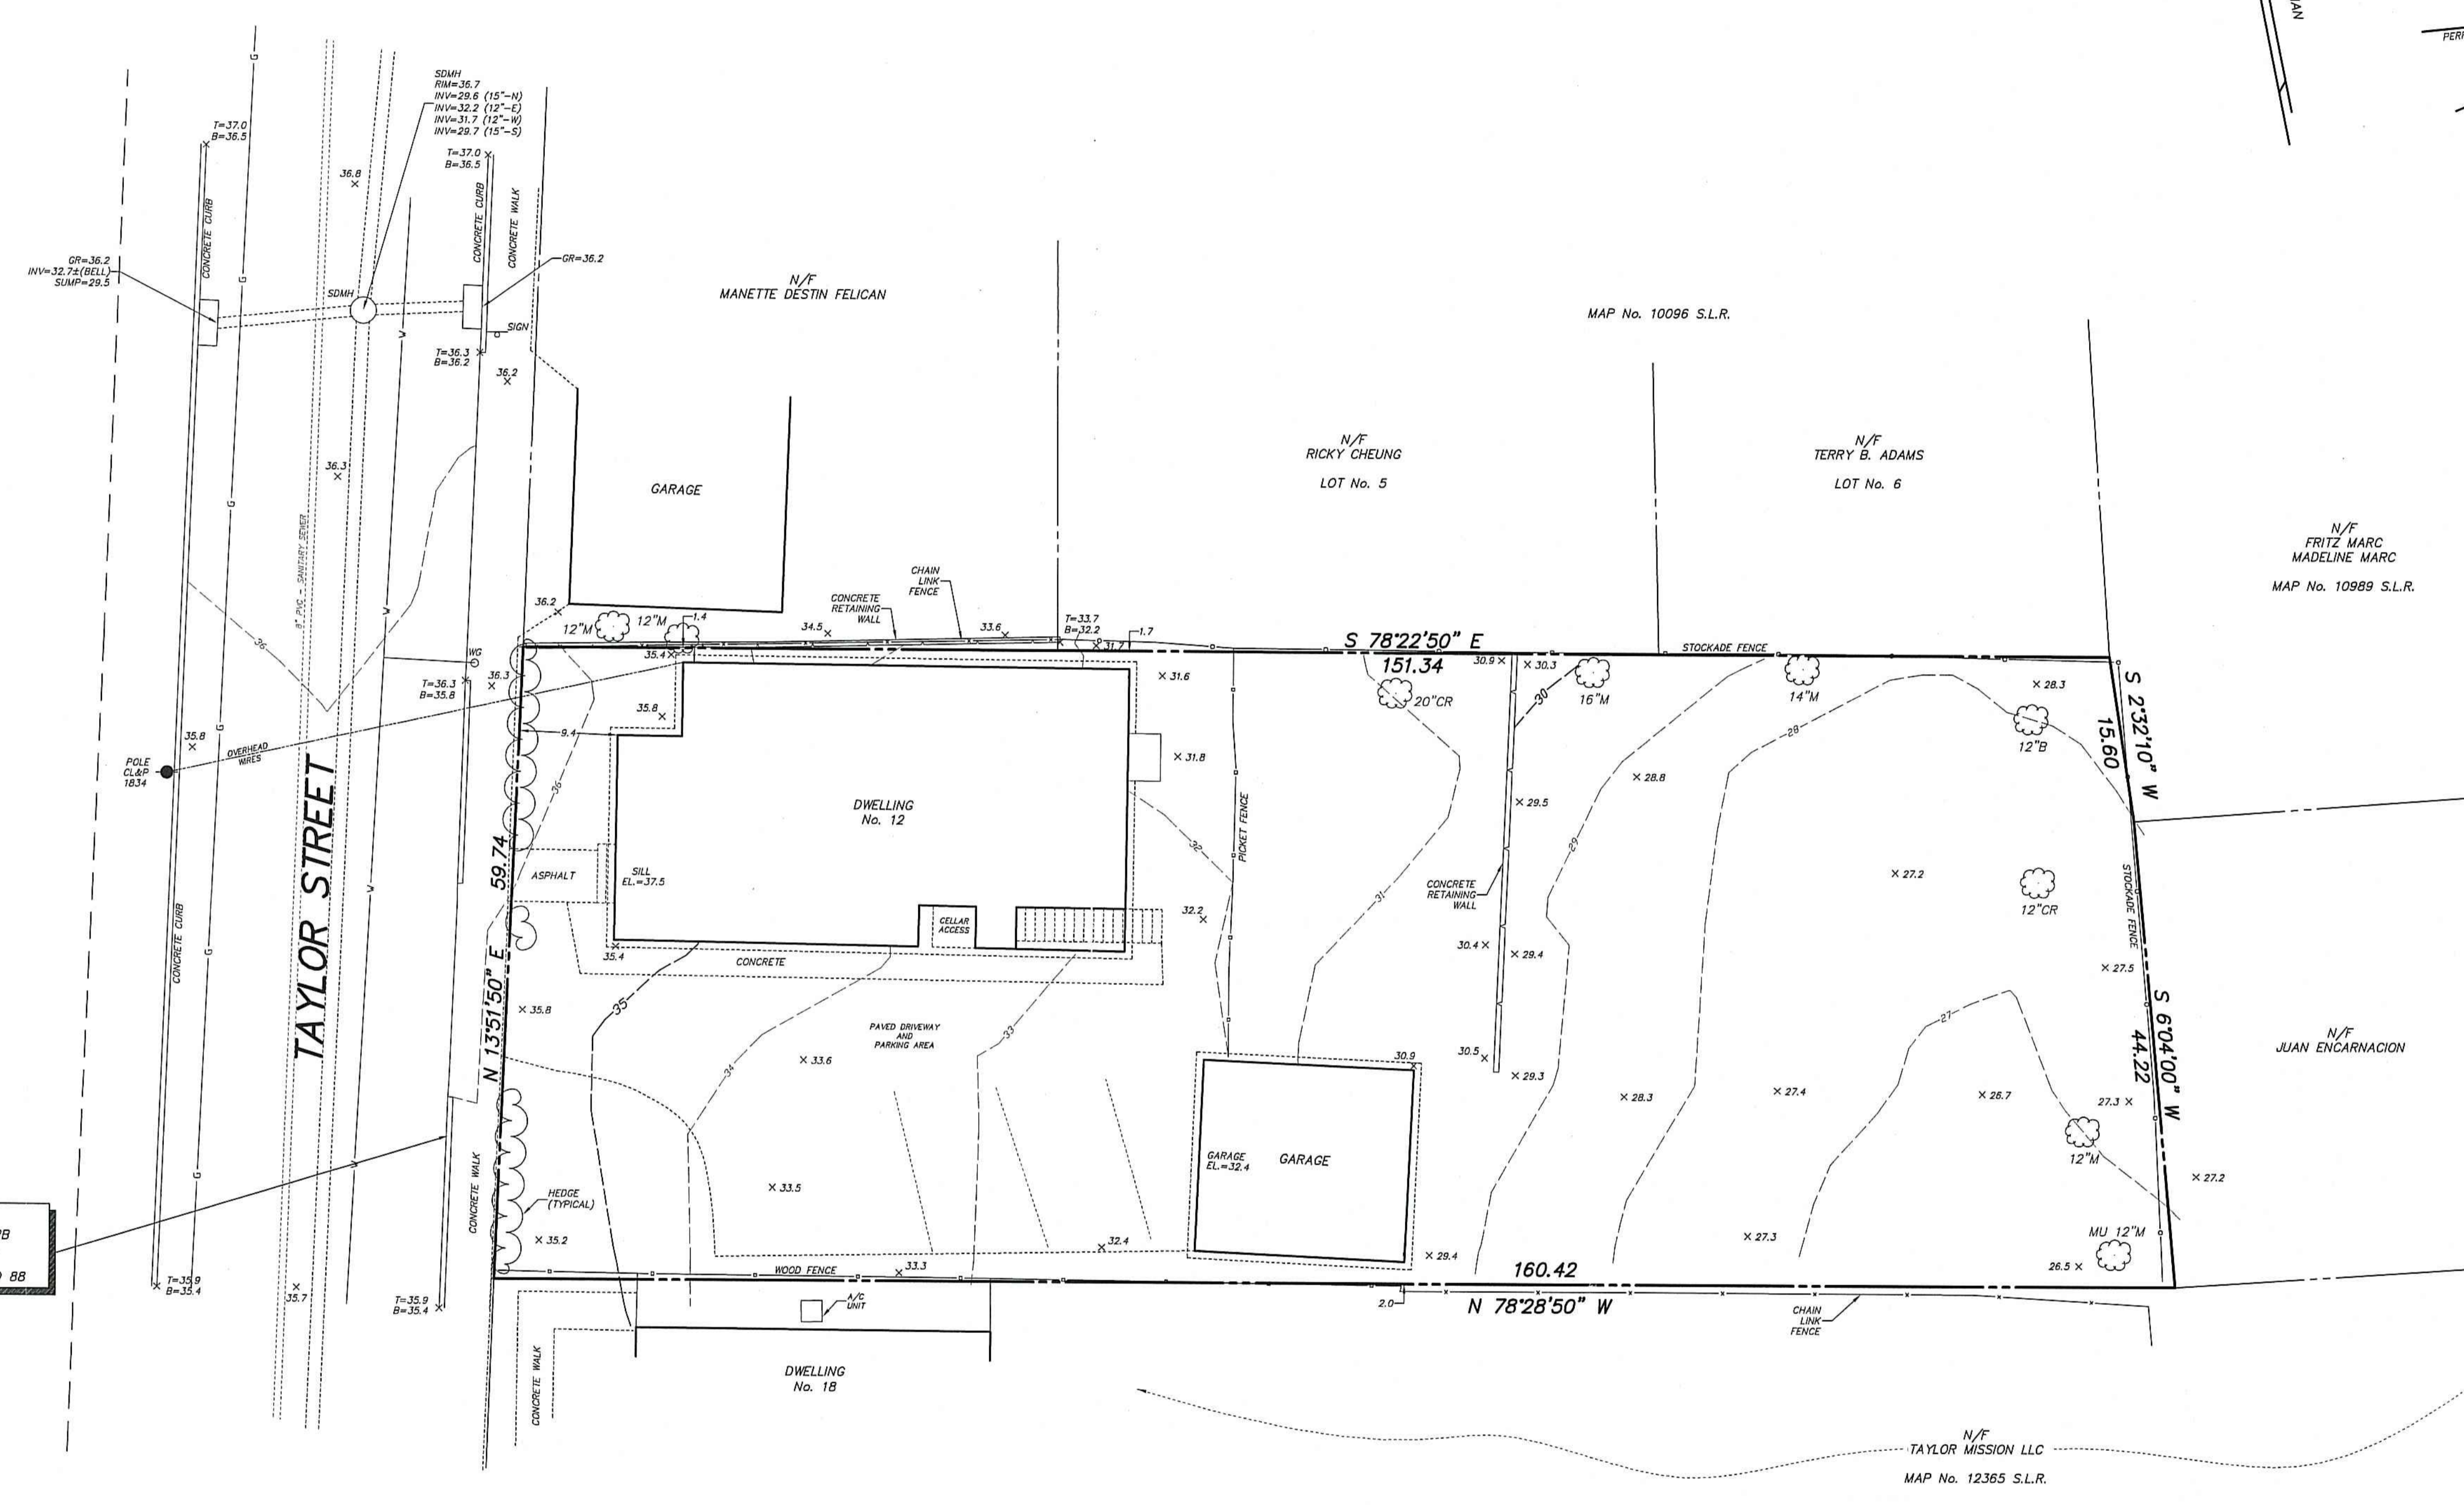 SDMH
RIM=36.7
INV=29.6 (15"-N)
INV=32.2 (12"-E)
INV=31.7 (12"-W)
INV=29.7 (15"-S)
T=37.0
B=36.5
T=37.0
B=36.5
36.8
CONCRETE CURB
CONCRETE CURB
CONCRETE WALK
GR=36.2
INV=32.7±(BELL)
SUMP=29.5
GR=36.2
SDMH
SIGN
T=36.3
B=36.2
36.2
N/F
MANETTE DESTIN FELICAN
MAP No. 10096 S.L.R.
N/F
RICKY CHEUNG
LOT No. 5
N/F
TERRY B. ADAMS
LOT No. 6
N/F
FRITZ MARC
MADELINE MARC
MAP No. 10989 S.L.R.
36.3
GARAGE
8" PVC - SANITARY SEWER
CHAIN
LINK
FENCE
CONCRETE
RETAINING
WALL
36.2
12"M
12"M
1.4
34.5
33.6
T=33.7
B=32.2
31.7
1.7
S 78°22'50" E
151.34
STOCKADE FENCE
36
WG
T=36.3
B=35.8
36.3
35.4
35.8
9.4
31.6
30.9
30.3
30
20"CR
16"M
14"M
28.3
12"B
S 2°32'10" W
15.60
POLE
CL&P
1834
35.8
OVERHEAD
WIRES
TAYLOR STREET
36
DWELLING
No. 12
31.8
32
PICKET FENCE
29.5
28.8
28
29
27.2
12"CR
STOCKADE FENCE
N 13°51'50" E 59.74
ASPHALT
SILL
EL.=37.5
CELLAR
ACCESS
32.2
31
CONCRETE
RETAINING
WALL
30.4
29.4
27.5
35.4
CONCRETE
CONCRETE CURB
35
35.8
PAVED DRIVEWAY
AND
PARKING AREA
33.6
34
33
30.9
30.5
29.3
28.3
27.4
27
26.7
27.3
S 6°04'00" W
44.22
N/F
JUAN ENCARNACION
12"M
27.2
GARAGE
EL.=32.4
GARAGE
33.5
HEDGE
(TYPICAL)
35.2
CONCRETE WALK
32.4
29.4
27.3
MU 12"M
26.5
WOOD FENCE
33.3
160.42
N 78°28'50" W
2.0
CHAIN
LINK
FENCE
T=35.9
B=35.4
35.7
T=35.9
B=35.4
A/C
UNIT
CONCRETE WALK
DWELLING
No. 18
N/F
TAYLOR MISSION LLC
MAP No. 12365 S.L.R.
88
G
G
G
G
G
G
G
W
W
W
W